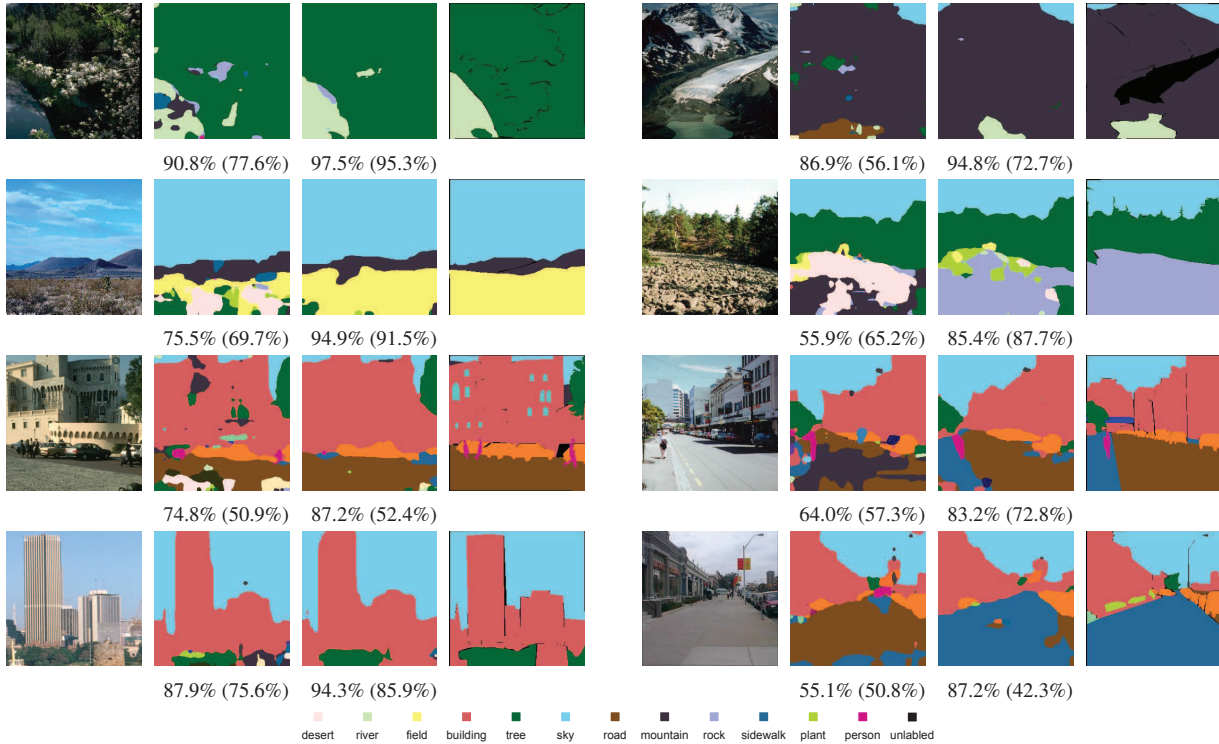 90.8% (77.6%) 97.5% (95.3%) 86.9% (56.1%) 94.8% (72.7%)
75.5% (69.7%) 94.9% (91.5%) 55.9% (65.2%) 85.4% (87.7%)
74.8% (50.9%) 87.2% (52.4%) 64.0% (57.3%) 83.2% (72.8%)
87.9% (75.6%) 94.3% (85.9%) 55.1% (50.8%) 87.2% (42.3%)
desert river field building tree sky road mountain rock sidewalk plant person unlabled